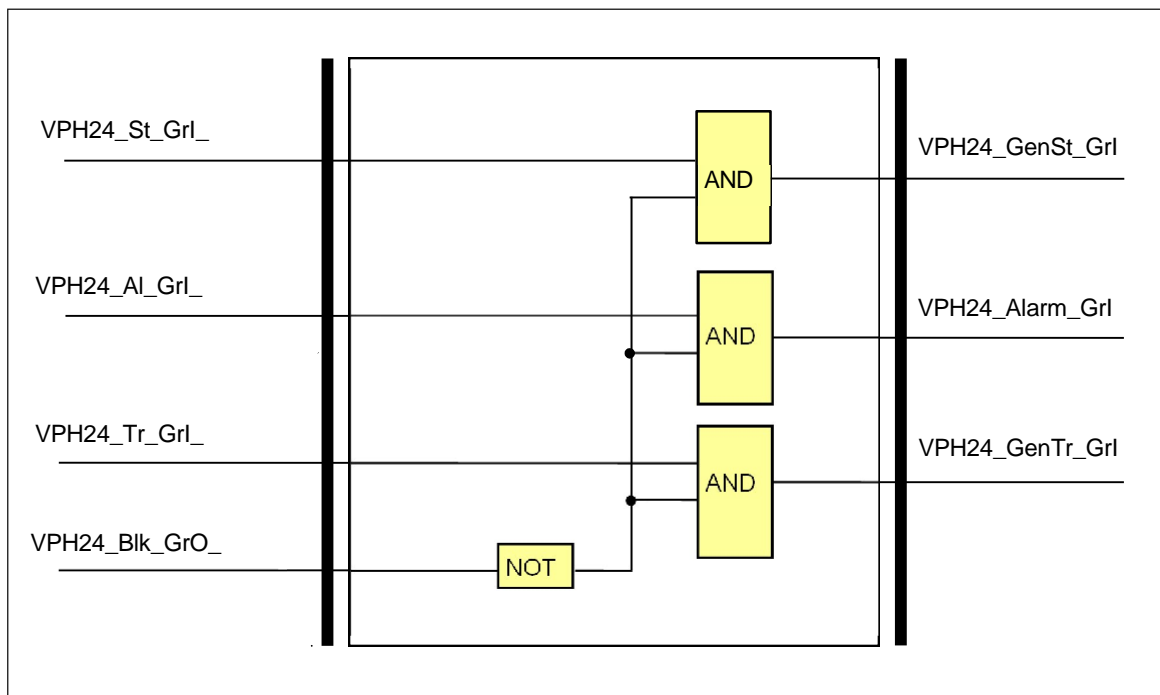 VPH24_St_GrI_
AND
VPH24_GenSt_GrI
VPH24_Al_GrI_
AND
VPH24_Alarm_GrI
VPH24_Tr_GrI_
AND
VPH24_GenTr_GrI
VPH24_Blk_GrO_
NOT